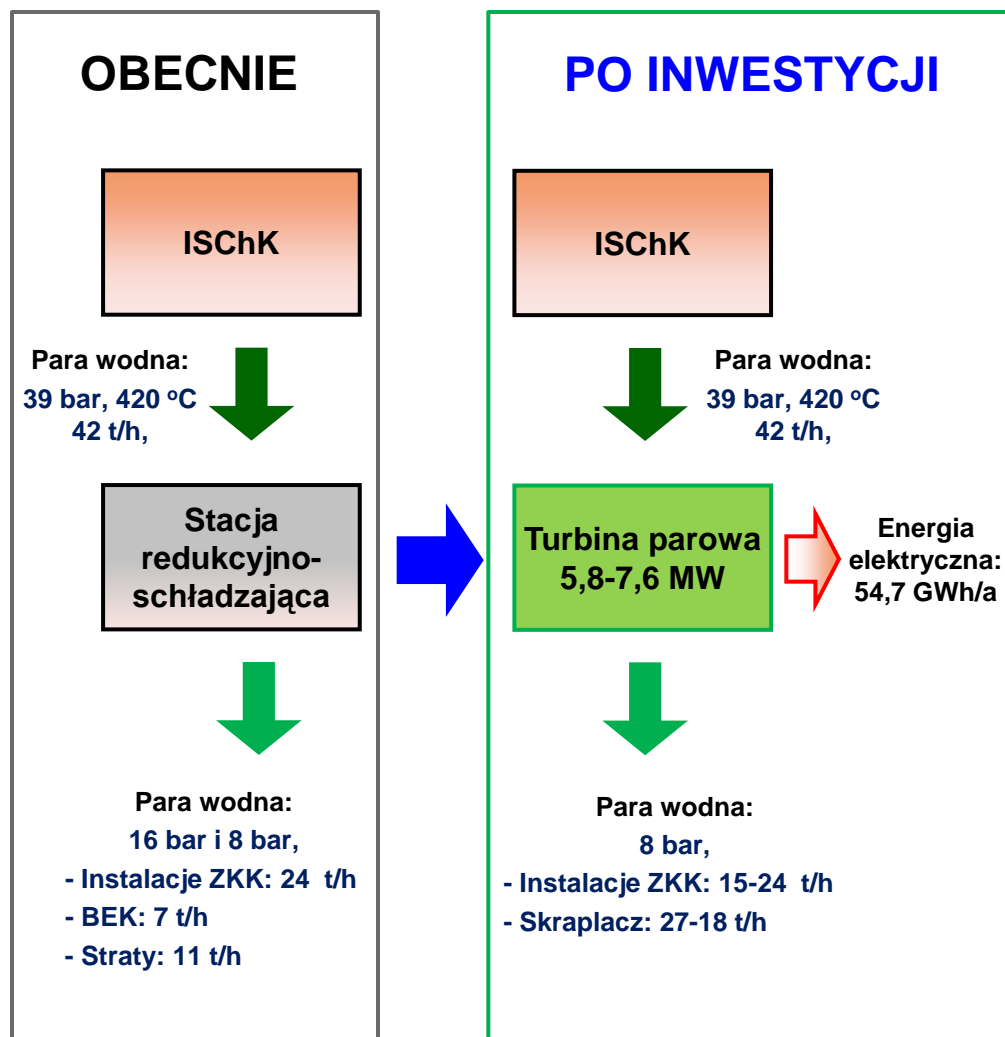 OBECNIE
ISChK
Para wodna:
39 bar, 420 ºC
42 t/h,
Stacja
redukcyjno-
schładzająca
Para wodna:
16 bar i 8 bar,
- Instalacje ZKK: 24 t/h
- BEK: 7 t/h
- Straty: 11 t/h
PO INWESTYCJI
ISChK
Para wodna:
39 bar, 420 ºC
42 t/h,
Turbina parowa
5,8-7,6 MW
Energia
elektryczna:
54,7 GWh/a
Para wodna:
8 bar,
- Instalacje ZKK: 15-24 t/h
- Skraplacz: 27-18 t/h